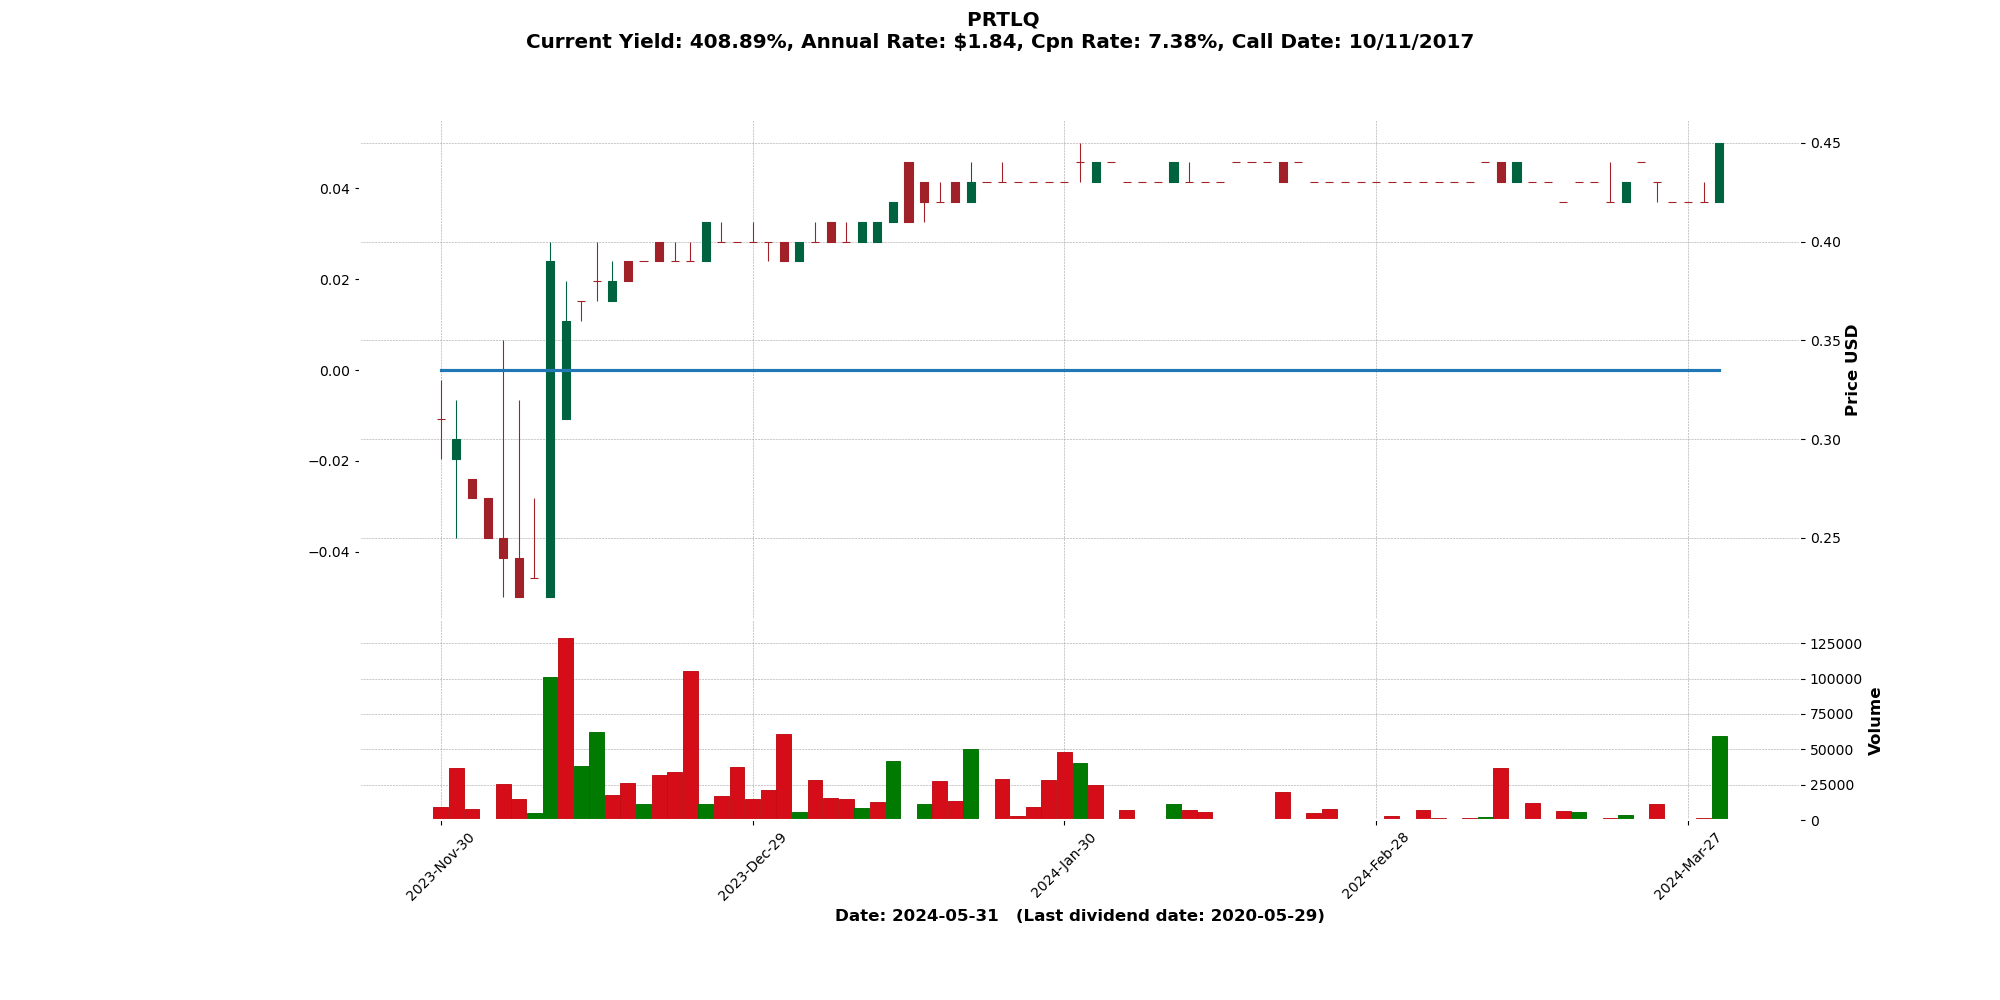 PRTLQ
Current Yield: 408.89%, Annual Rate: $1.84, Cpn Rate: 7.38%, Call Date: 10/11/2017
0.04
0.02
0.00
−0.02
−0.04
0.45
0.40
0.35
0.30
0.25
Price USD
125000
100000
75000
50000
25000
0
Volume
2023-Nov-30
2023-Dec-29
2024-Jan-30
2024-Feb-28
2024-Mar-27
Date: 2024-05-31 (Last dividend date: 2020-05-29)